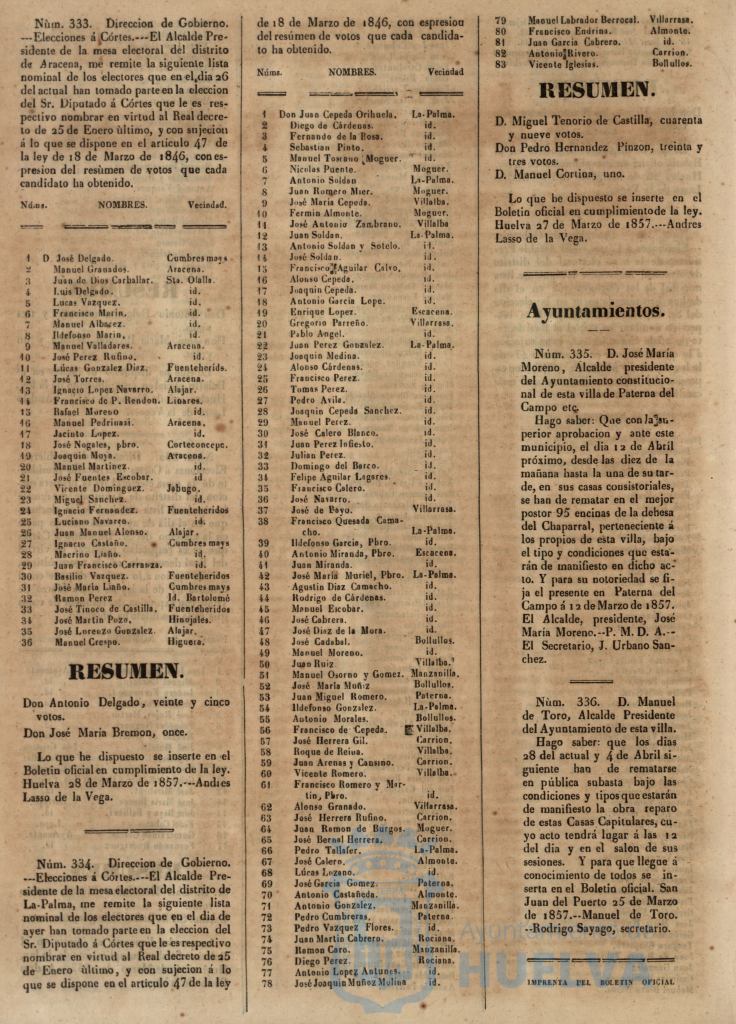 Núm. 333. Direccion de Gobierno.
---Elecciones á Córtes.---El Alcalde Pre-
sidente de la mesa electoral del distrito
de Aracena, me remite la siguiente lista
nominal de los electores que en el dia 26
del actual han tomado parte en la eleccion
del Sr. Diputado á Córtes que le es res-
pectivo nombrar en virtud al Real decre-
to de 25 de Enero ùltimo, y con sujecion
á lo que se dispone en el artículo 47 de
la ley de 18 de Marzo de 1846, con es-
presion del resùmen de votos que cada
candidato ha obtenido.
Núms. NOMBRES. Vecindad.
1 D. José Delgado. Cumbres mays
2 Manuel Granados. Aracena.
3 Juan de Dios Carballar. Sta. Olalla.
4 Luis Delgado. id.
5 Lucas Vazquez. id.
6 Francisco Marin. id.
7 Manuel Albarez. id.
8 Ildefonso Marin. id.
9 Manuel Valladares. Aracena.
10 José Perez Rufino. id.
11 Lúcas Gonzalez Diaz. Fuenteherids.
12 José Torres. Aracena.
13 Ignacio Lopez Navarro. Alajar.
14 Francisco de P. Rendon. Linares.
15 Rafael Moreno id.
16 Manuel Pedrinazi. Aracena.
17 Jacinto Lopez. id.
18 José Nogales, pbro. Corteconcepc.
19 Joaquin Moya. Aracena.
20 Manuel Martinez. id.
21 José Fuentes Escobar. id.
22 Vicente Dominguez. Jabugo.
23 Miguel Sanchez. id.
24 Ignacio Fernandez. Fuenteheridos
25 Luciano Navarro. id.
26 Juan Manuel Alonso. Alajar.
27 Ignacio Castaño. Cumbres mays
28 Macrino Liaño. id.
29 Juan Francisco Carranza. id.
30 Basilio Vazquez. Fuenteheridos
31 José Maria Liaño. Cumbres mays
32 Ramon Perez Id. Bartolomé
33 José Tinoco de Castilla. Fuenteheridos
34 José Martin Pozo. Hinojales.
35 José Lorenzo Gonzalez. Alajar.
36 Manuel Crespo. Higuera.
RESUMEN.
Don Antonio Delgado, veinte y cinco
votos.
Don José Maria Bremon, once.
Lo que he dispuesto se inserte en el
Boletin oficial en cumplimiento de la ley.
Huelva 28 de Marzo de 1857.---Andres
Lasso de la Vega.
Núm. 334. Direccion de Gobierno.
---Elecciones á Córtes.---El Alcalde Pre-
sidente de la mesa electoral del distrito de
La-Palma, me remite la siguiente lista
nominal de los electores que en el dia de
ayer han tomado parte en la eleccion del
Sr. Diputado á Córtes que le es respectivo
nombrar en virtud al Real decreto de 25
de Enero ùltimo, y con sujecion á lo
que se dispone en el artículo 47 de la ley
de 18 de Marzo de 1846, con espresion
del resúmen de votos que cada candida-
to ha obtenido.
Núms. NOMBRES. Vecindad
1 Don Juan Cepeda Orihuela. La-Palma.
2 Diego de Cárdenas. id.
3 Fernando de la Rosa. id.
4 Sebastian Pinto. id.
5 Manuel Toscano Moguer. id.
6 Nicolas Puente. Moguer.
7 Antonio Soldan La-Palma.
8 Juan Romero Mier. Moguer.
9 José Maria Cepeda. Villalba.
10 Fermin Almonte. Moguer.
11 José Antonio Zambrano. Villalba
12 Juan Soldan. La-Palma.
13 Antonio Soldan y Sotelo. id.
14 José Soldan. id.
15 Francisco Aguilar Calvo. id.
16 Alonso Cepeda. id.
17 Joaquin Cepeda. id.
18 Antonio Garcia Lope. id.
19 Enrique Lopez. Escacena.
20 Gregorio Parreño. Villarrasa.
21 Pablo Angel. id.
22 Juan Perez Gonzalez. La-Palma.
23 Joaquin Medina. id.
24 Alonso Cárdenas. id.
25 Francisco Perez. id.
26 Tomas Perez. id.
27 Pedro Avila. id.
28 Joaquin Cepeda Sanchez. id.
29 Manuel Perez. id.
30 José Calero Blanco. id.
31 Juan Perez Infiesto. id.
32 Julian Perez. id.
33 Domingo del Barco. id.
34 Felipe Aguilar Lagares. id.
35 Francisco Calero. id.
36 José Navarro. id.
37 José de Payo. Villarrasa.
38 Francisco Quesada Cama-
cho. La-Palma.
39 Ildefonso Garcia, Pbro. id.
40 Antonio Miranda, Pbro. Escacena.
41 Juan Miranda. id.
42 José Maria Muriel, Pbro. La-Palma.
43 Agustin Diaz Camacho. id.
44 Rodrigo de Cárdenas. id.
45 Manuel Escobar. id.
46 José Cabrera. id.
47 José Diaz de la Mora. id.
48 José Cadabal. Bollullos.
49 Manuel Moreno. id.
50 Juan Ruiz Villalba.
51 Manuel Osorno y Gomez. Manzanilla.
52 José María Muñiz Bollullos.
53 Juan Miguel Romero. Paterna.
54 Ildefonso Gonzalez. La-Palma.
55 Antonio Morales. Bollullos.
56 Francisco de Cepeda. Villalba.
57 José Herrera Gil. Carrion.
58 Roque de Reina. Villalba.
59 Juan Arenas y Cansino. Carrion.
60 Vicente Romero. Villalba.
61 Francisco Romero y Mar-
tin, Pbro. id.
62 Alonso Granado. Villarrasa.
63 José Herrera Rufino. Carrion.
64 Juan Ramon de Burgos. Moguer.
65 José Bernal Herrera. Carrion.
66 Pedro Tallafer. La-Palma.
67 José Calero. Almonte.
68 Lúcas Lozano. id.
69 José Garcia Gomez. Paterna.
70 Antonio Castañeda. Almonte.
71 Antonio Gonzalez. Manzanilla.
72 Pedro Cumbreras. Paterna.
73 Pedro Vazquez Flores. id.
74 Juan Martin Cabrero. Rociana.
75 Ramon Caro. Manzanilla.
76 Diego Perez. Rociana.
77 Antonio Lopez Antunes. id.
78 José Joaquin Muñoz Molina id.
79 Manuel Labrador Berrocal. Villarrasa.
80 Francisco Endrina. Almonte.
81 Juan Garcia Cabrero. id.
82 Antonio Rivero. Carrion.
83 Vicente Iglesias. Bollullos.
RESUMEN.
D. Miguel Tenorio de Castilla, cuarenta
y nueve votos.
Don Pedro Hernandez Pinzon, treinta y
tres votos.
D. Manuel Cortina, uno.
Lo que he dispuesto se inserte en el
Boletin oficial en cumplimiento de la ley.
Huelva 27 de Marzo de 1857.---Andres
Lasso de la Vega.
Ayuntamientos.
Núm. 335. D. José María
Moreno, Alcalde presidente
del Ayuntamiento constitucio-
nal de esta villa de Paterna del
Campo etc.
Hago saber: Que con la su-
perior aprobacion y ante este
municipio, el dia 12 de Abril
próximo, desde las diez de la
mañana hasta la una de su tar-
de, en sus casas consistoriales,
se han de rematar en el mejor
postor 95 encinas de la dehesa
del Chaparral, perteneciente á
los propios de esta villa, bajo
el tipo y condiciones que esta-
rán de manifiesto en dicho ac-
to. Y para su notoriedad se fi-
ja el presente en Paterna del
Campo á 12 de Marzo de 1857.
El Alcalde, presidente, José
María Moreno.--P. M. D. A.--
El Secretario, J. Urbano San-
chez.
Núm. 336. D. Manuel
de Toro, Alcalde Presidente
del Ayuntamiento de esta villa.
Hago saber: que los dias
28 del actual y 4 de Abril si-
guiente han de rematarse
en pública subasta bajo las
condiciones y tipos que estarán
de manifiesto la obra reparo
de estas Casas Capitulares, cu-
yo acto tendrá lugar á las 12
del dia y en el salon de sus
sesiones. Y para que llegue á
conocimiento de todos se in-
serta en el Boletin oficial. San
Juan del Puerto 25 de Marzo
de 1857.--Manuel de Toro.
--Rodrigo Sayago, secretario.
IMPRENTA DEL BOLETIN OFICIAL
Ayuntamiento
HUELVA